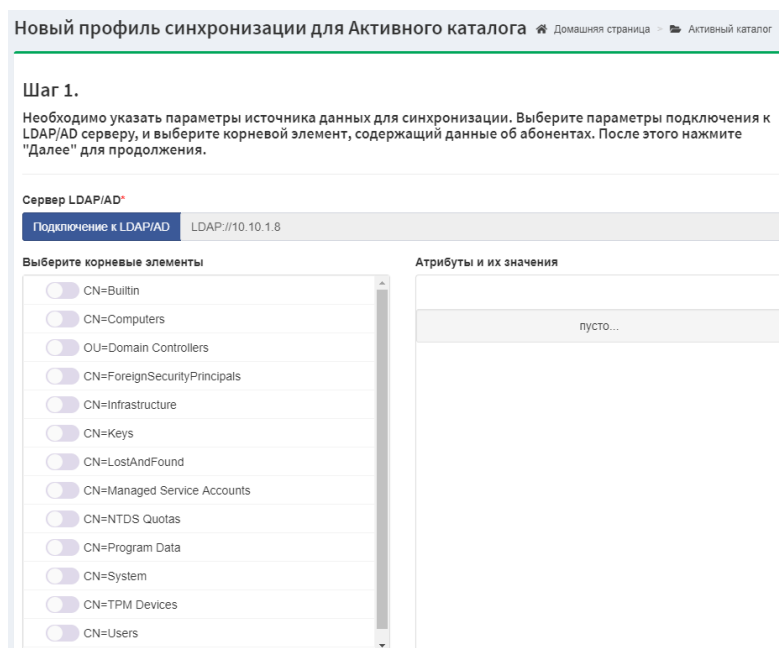 Новый профиль синхронизации для Активного каталога Домашняя страница > Активный каталог
Шаг 1.
Необходимо указать параметры источника данных для синхронизации. Выберите параметры подключения к
LDAP/AD серверу, и выберите корневой элемент, содержащий данные об абонентах. После этого нажмите
"Далее" для продолжения.
Сервер LDAP/AD*
Подключение к LDAP/AD LDAP://10.10.1.8
Выберите корневые элементы
CN=Builtin
CN=Computers
OU=Domain Controllers
CN=ForeignSecurityPrincipals
CN=Infrastructure
CN=Keys
CN=LostAndFound
CN=Managed Service Accounts
CN=NTDS Quotas
CN=Program Data
CN=System
CN=TPM Devices
CN=Users
Атрибуты и их значения
пусто...